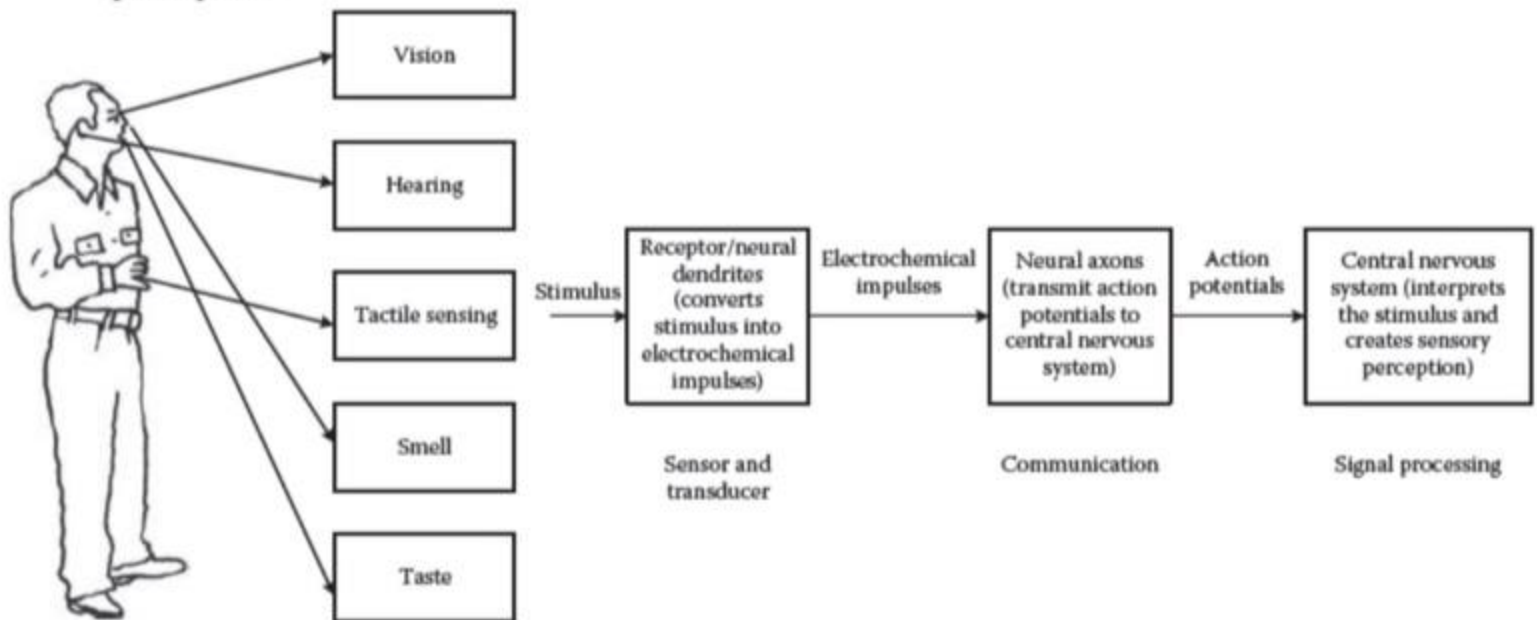 Vision
Hearing
Tactile sensing
Smell
Taste
Stimulus
Receptor/neural
dendrites
(converts
stimulus into
electrochemical
impulses)
Sensor and
transducer
Electrochemical
impulses
Neural axons
(transmit action
potentials to
central nervous
system)
Communication
Action
potentials
Central nervous
system (interprets
the stimulus and
creates sensory
perception)
Signal processing